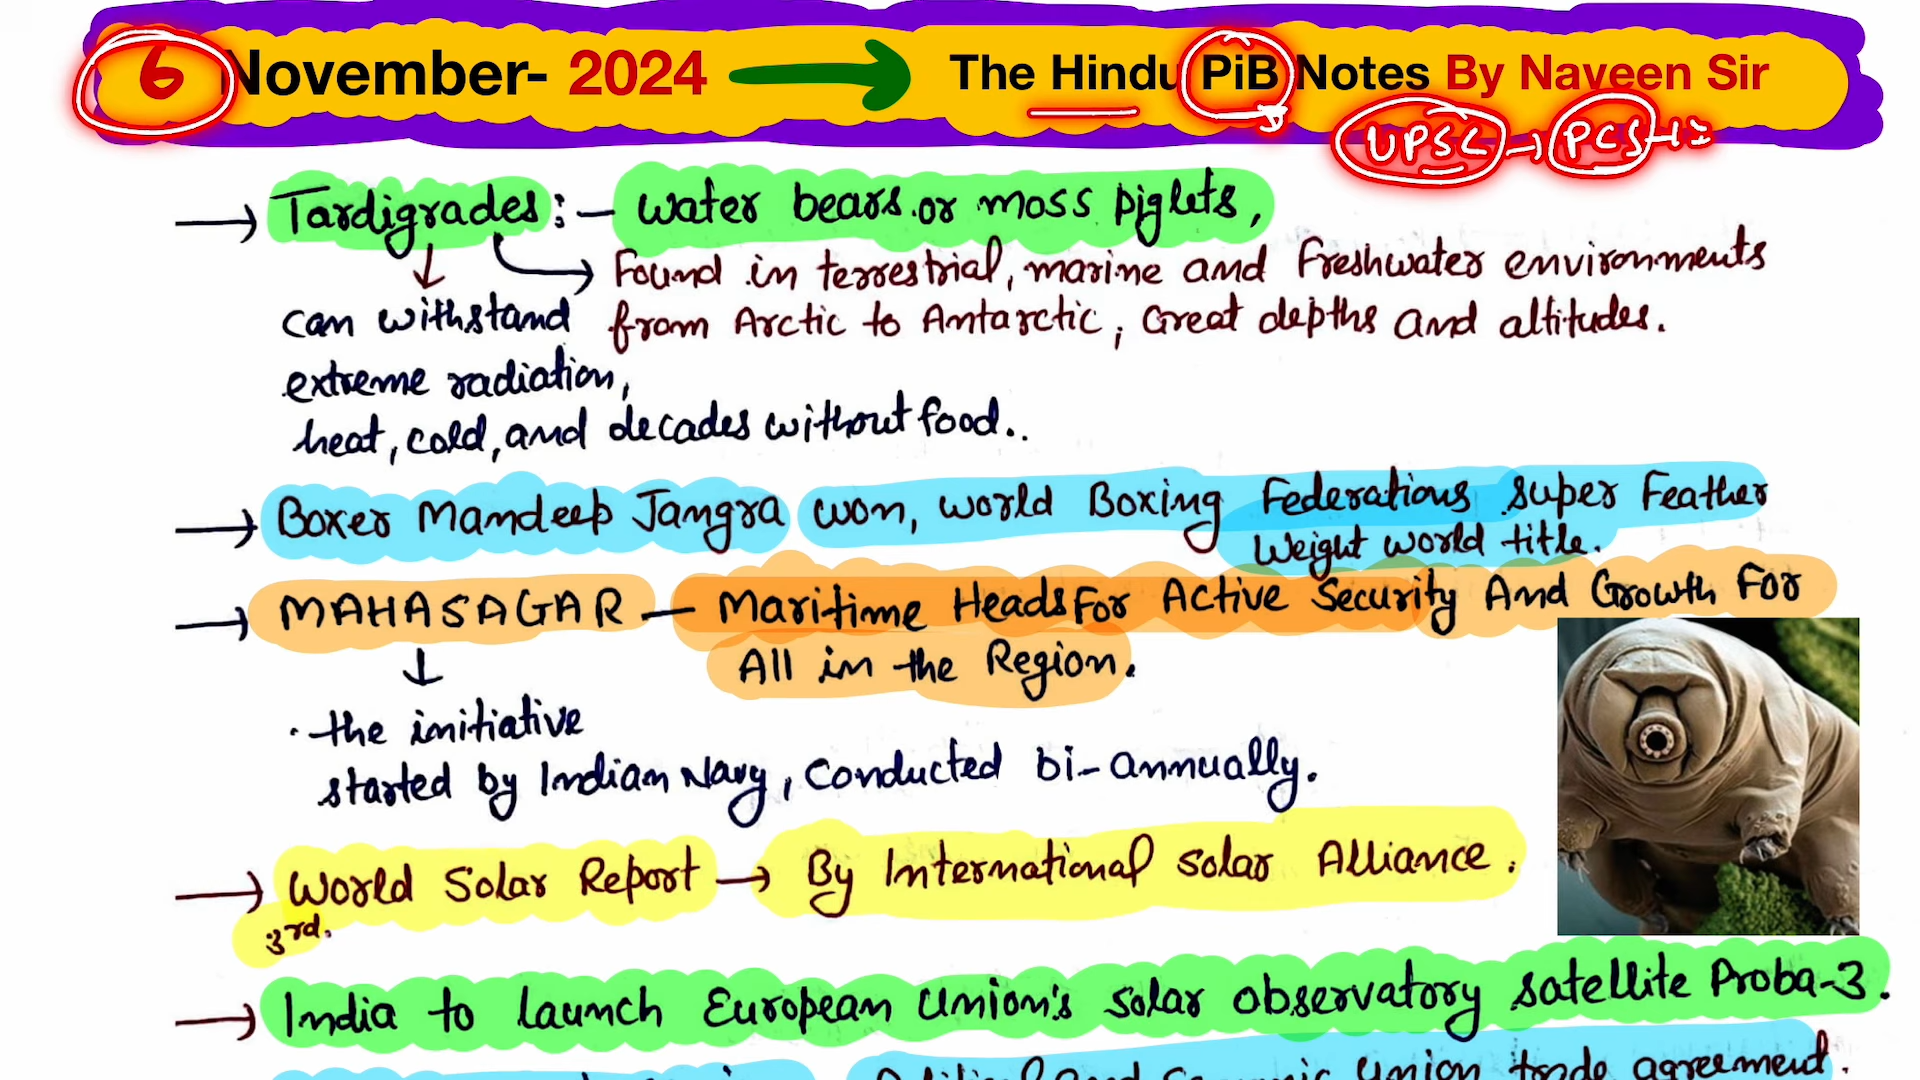 6 November- 2024 The Hindu PiB Notes By Naveen Sir
UPSC → PCS
→ Tardigrades :- water bears or moss piglets,
Found in terrestrial, marine and freshwater environments
can withstand from Arctic to Antarctic, Great depths and altitudes.
extreme radiation,
heat, cold, and decades without food..
→ Boxer Mandeep Jangra won, world Boxing Federations super Feather
Weight world title.
→ MAHASAGAR – Maritime Heads For Active Security And Growth For
All in the Region.
· the initiative
started by Indian Navy, Conducted bi-annually.
→ World Solar Report → By International Solar Alliance.
3rd.
→ India to launch European Union's solar observatory satellite Proba-3.
Union trade agreement.